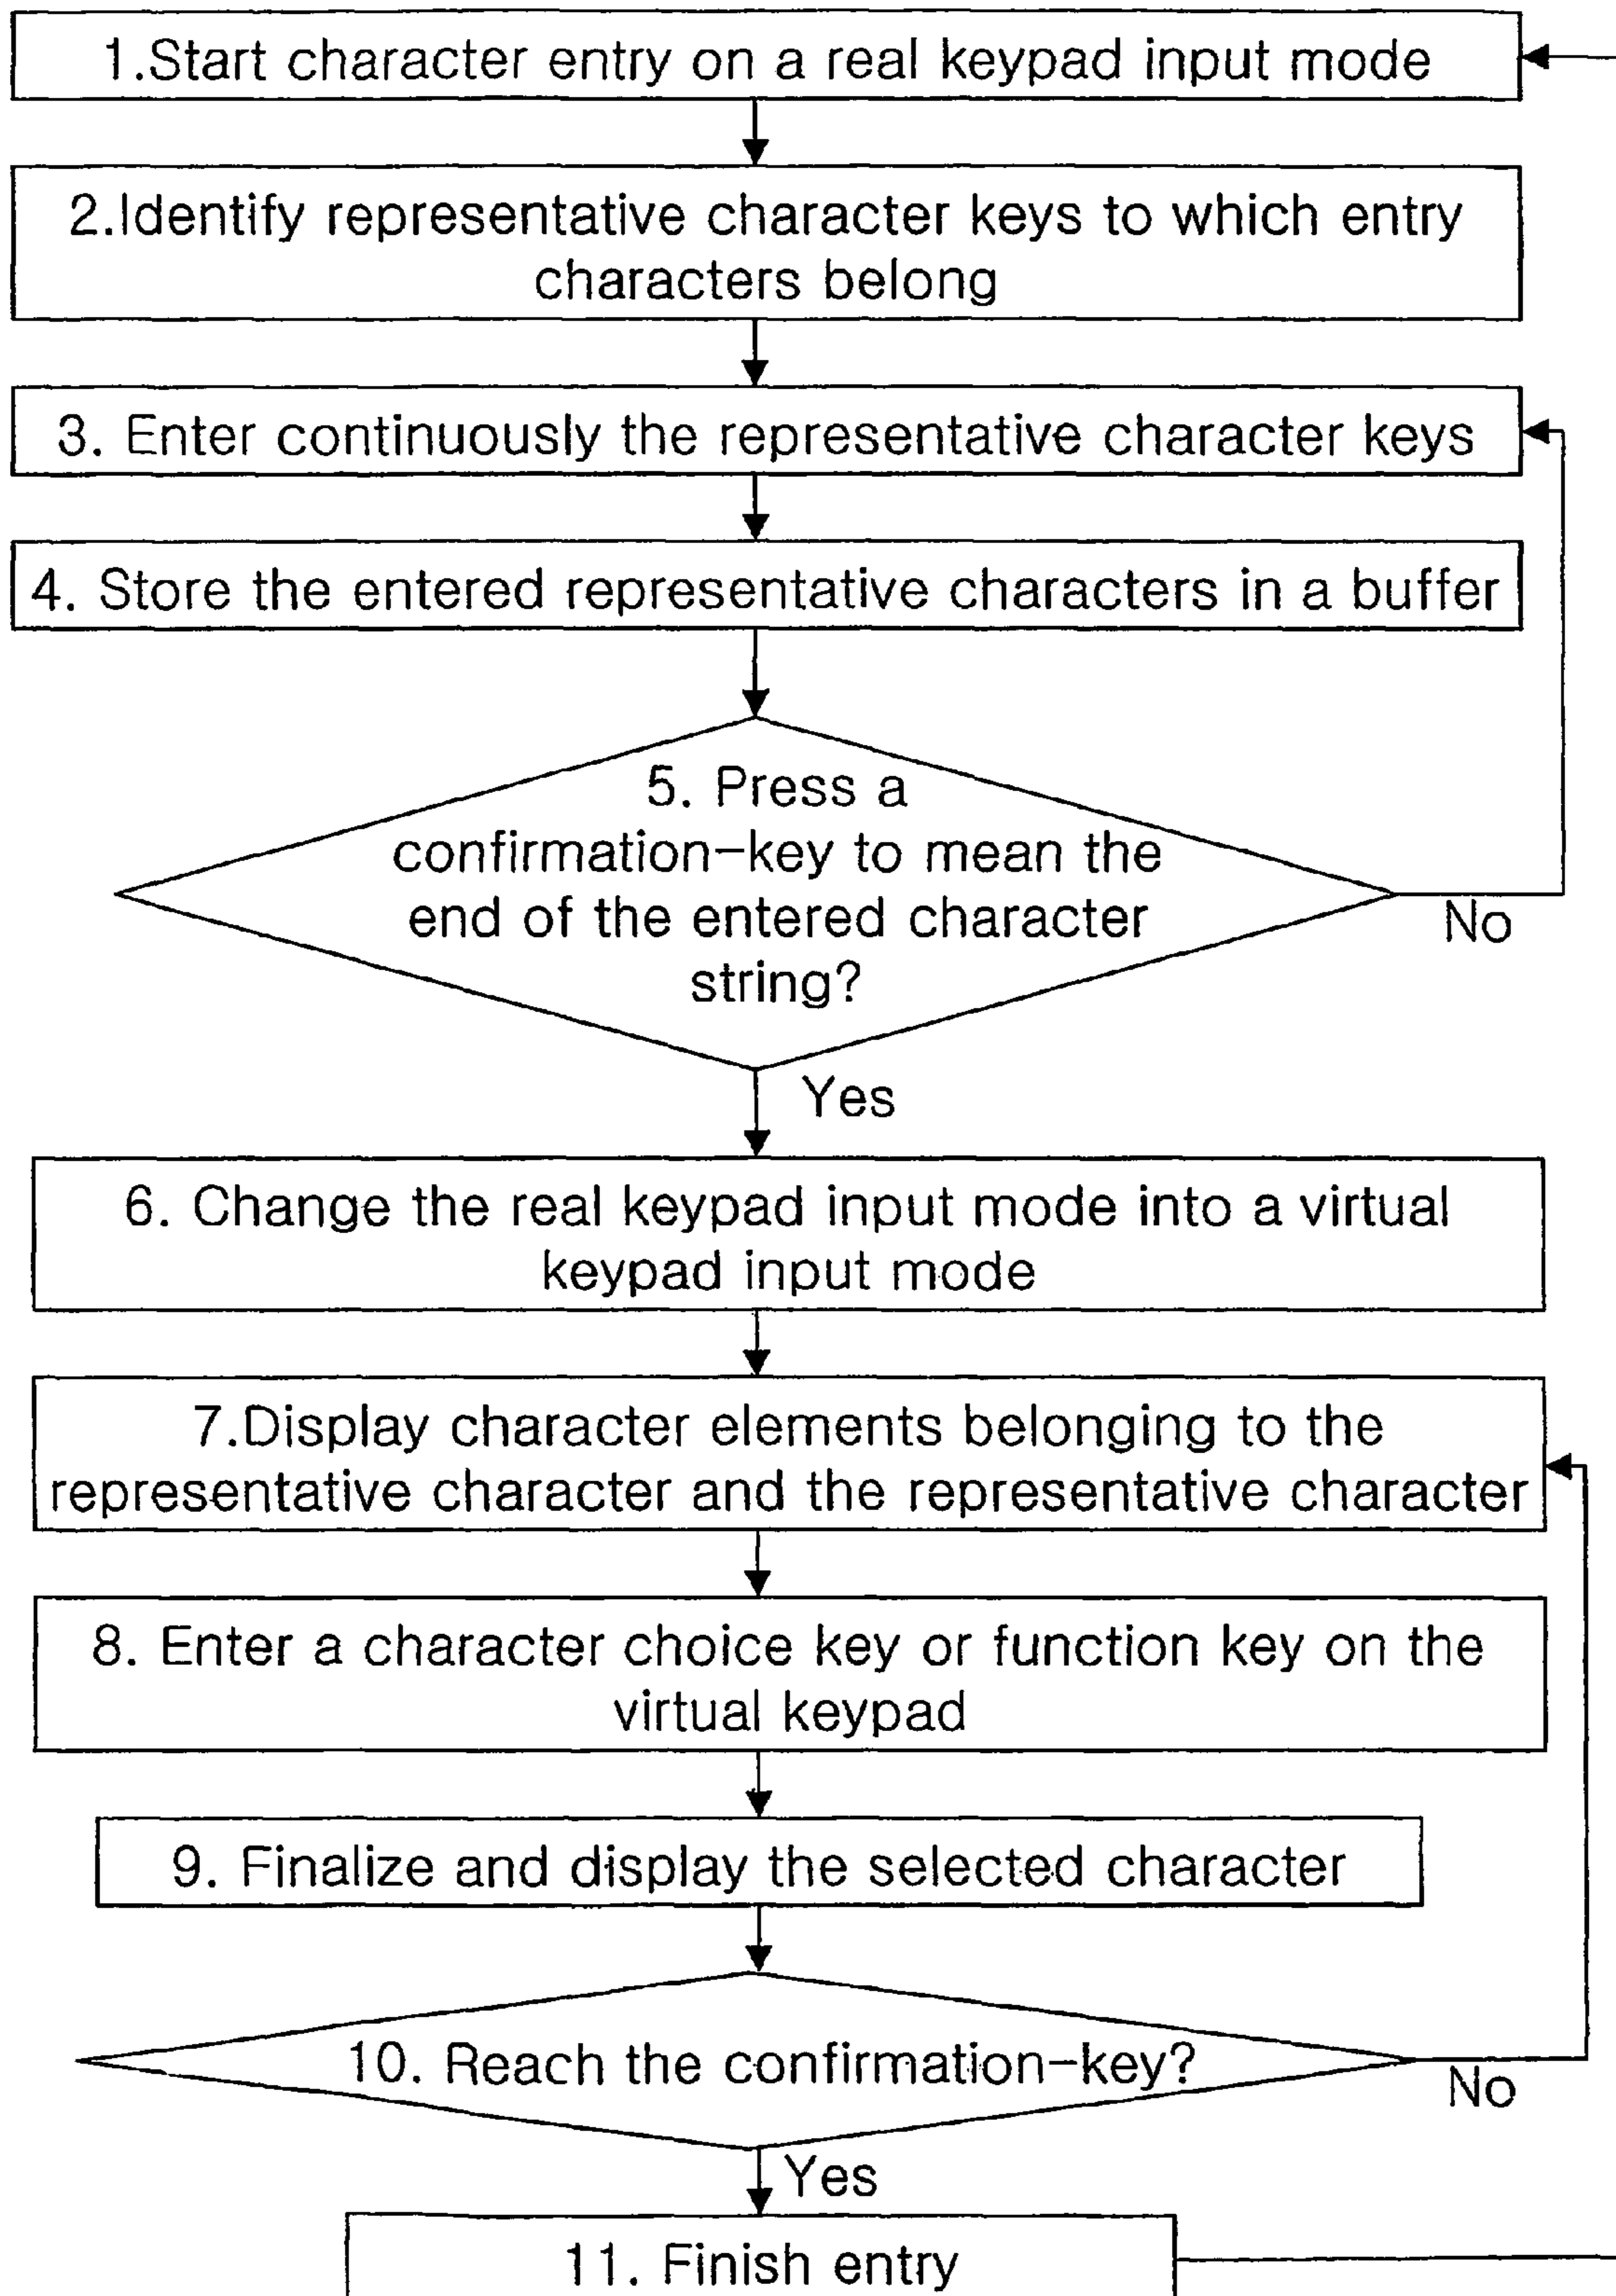 1.Start character entry on a real keypad input mode
2.Identify representative character keys to which entry
characters belong
3. Enter continuously the representative character keys
4. Store the entered representative characters in a buffer
5. Press a
confirmation-key to mean the
end of the entered character
string?
No
Yes
6. Change the real keypad input mode into a virtual
keypad input mode
7.Display character elements belonging to the
representative character and the representative character
8. Enter a character choice key or function key on the
virtual keypad
9. Finalize and display the selected character
10. Reach the confirmation-key?
No
Yes
11. Finish entry